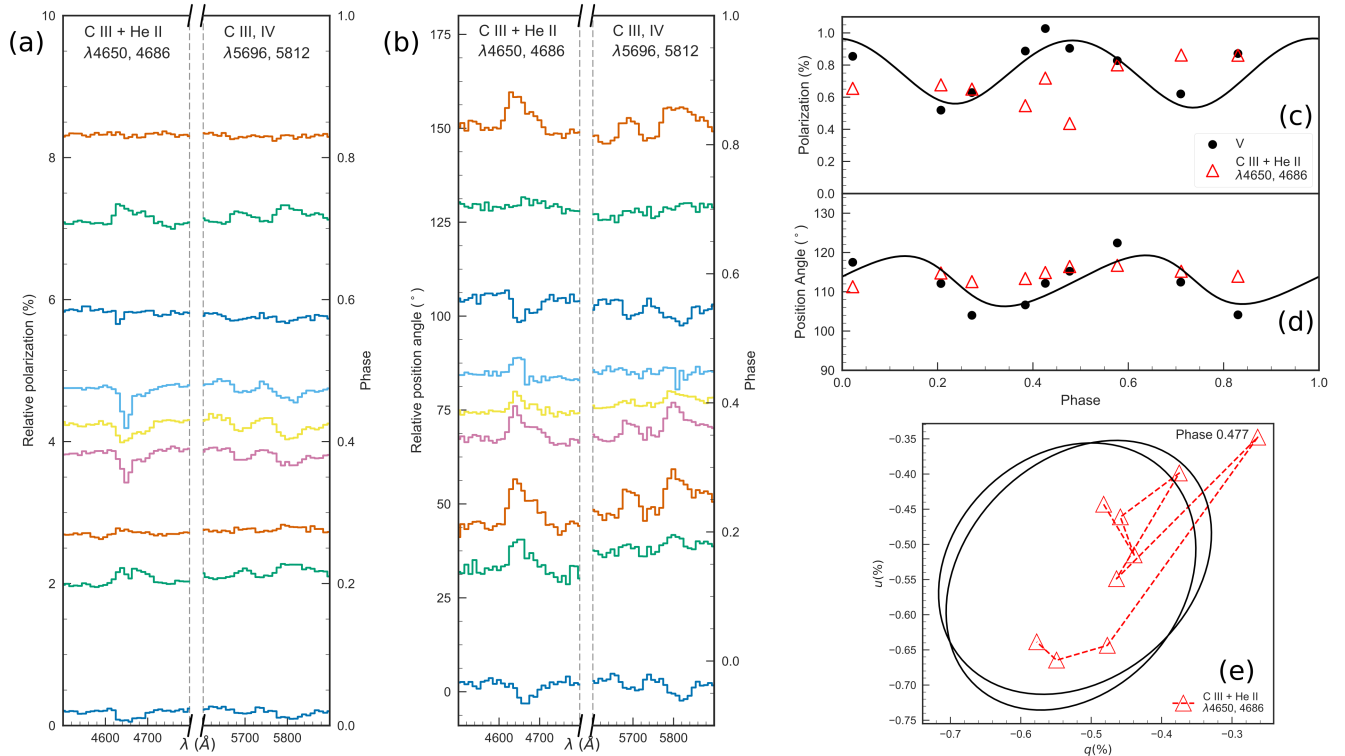 (a)
C III + He II
λ4650, 4686
C III, IV
λ5696, 5812
Relative polarization (%)
0
2
4
6
8
10
4600
4700
5700
5800
λ (Å)
0.0
0.2
0.4
0.6
0.8
1.0
Phase
(b)
C III + He II
λ4650, 4686
C III, IV
λ5696, 5812
Relative position angle (°)
0
25
50
75
100
125
150
175
4600
4700
5700
5800
λ (Å)
0.0
0.2
0.4
0.6
0.8
1.0
Phase
Polarization (%)
0.0
0.2
0.4
0.6
0.8
1.0
(c)
V
C III + He II
λ4650, 4686
Position Angle (°)
90
100
110
120
130
(d)
0.0
0.2
0.4
0.6
0.8
1.0
Phase
u(%)
−0.35
−0.40
−0.45
−0.50
−0.55
−0.60
−0.65
−0.70
−0.75
Phase 0.477
(e)
C III + He II
λ4650, 4686
−0.7
−0.6
−0.5
−0.4
−0.3
q(%)